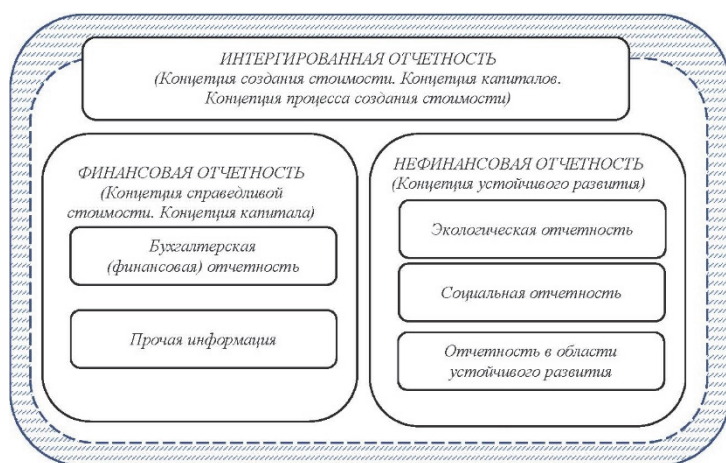 ИНТЕРГИРОВАННАЯ ОТЧЕТНОСТЬ
(Концепция создания стоимости. Концепция капиталов.
Концепция процесса создания стоимости)
ФИНАНСОВАЯ ОТЧЕТНОСТЬ
(Концепция справедливой
стоимости. Концепция капитала)
Бухгалтерская
(финансовая) отчетность
Прочая информация
НЕФИНАНСОВАЯ ОТЧЕТНОСТЬ
(Концепция устойчивого развития)
Экологическая отчетность
Социальная отчетность
Отчетность в области
устойчивого развития